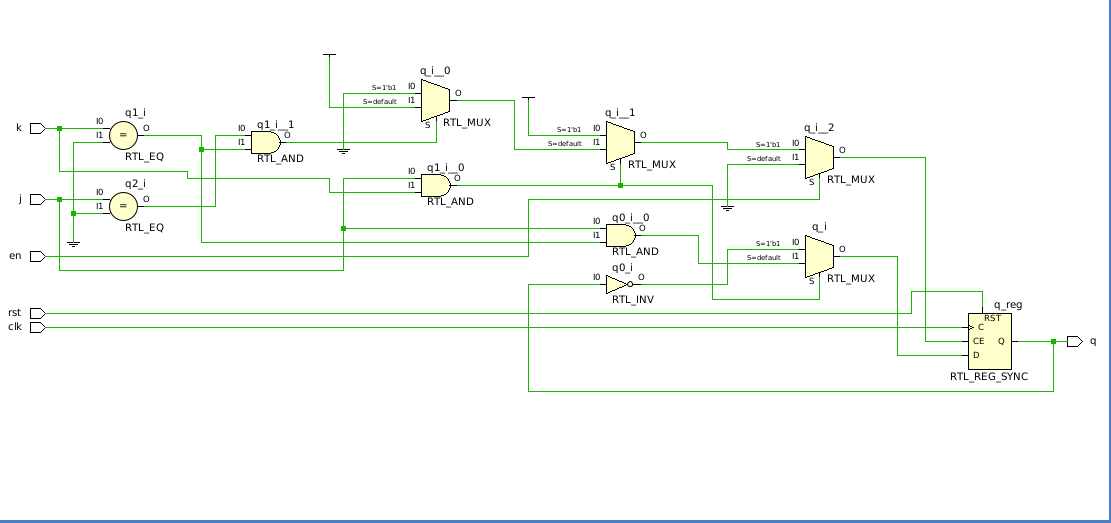 q_i__0
S=1'b1 I0
S=default I1
O
S
RTL_MUX
k
q1_i
I0
I1
=
O
RTL_EQ
q1_i__1
I0
I1
O
RTL_AND
q_i__1
S=1'b1 I0
S=default I1
O
S
RTL_MUX
q_i__2
S=1'b1 I0
S=default I1
O
S
RTL_MUX
q1_i__0
I0
I1
O
RTL_AND
j
q2_i
I0
I1
=
O
RTL_EQ
q0_i__0
I0
I1
O
RTL_AND
q_i
S=1'b1 I0
S=default I1
O
S
RTL_MUX
en
q0_i
I0
O
RTL_INV
rst
clk
q_reg
RST
C
CE
D
Q
RTL_REG_SYNC
q